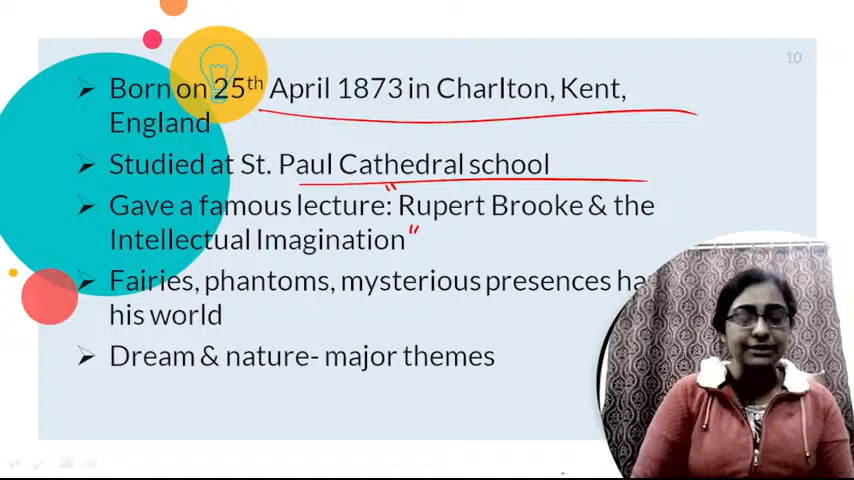 10
Born on 25th April 1873 in Charlton, Kent,
England
Studied at St. Paul Cathedral school
Gave a famous lecture: "Rupert Brooke & the
Intellectual Imagination"
Fairies, phantoms, mysterious presences
his world
Dream & nature- major themes